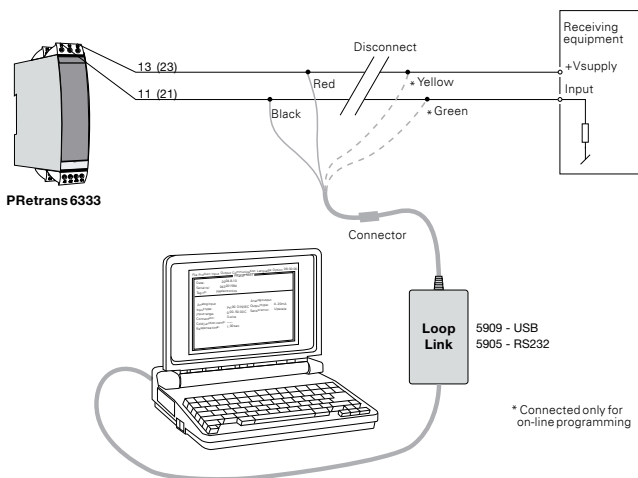 Receiving
equipment
Disconnect
13 (23)
+Vsupply
Red
* Yellow
11 (21)
Input
Black
* Green
PRetrans 6333
Connector
Loop
Link
5909 - USB
5905 - RS232
* Connected only for
on-line programming